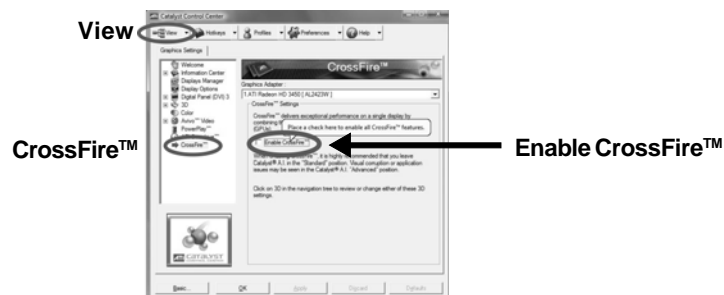 Catalyst Control Center
View
View Hotkeys Profiles Preferences Help
Graphics Settings
Welcome
Information Center
Displays Manager
Display Options
Digital Panel (DVI) 3
3D
Color
Avivo™ Video
PowerPlay™
CrossFire™
CrossFire™
Graphics Adapter :
1.ATI Radeon HD 3450 [ AL2423W ]
CrossFire™ Settings
CrossFire™ delivers exceptional performance on a single display by
combining
(GPUs)
Place a check here to enable all CrossFire™ features.
CrossFire™
Enable CrossFire™
Enable CrossFire™
it is highly recommended that you leave
Catalyst® A.I. in the "Standard" position. Visual corruption or application
issues may be seen in the Catalyst® A.I. "Advanced" position.
Click on 3D in the navigation tree to review or change either of these 3D
settings.
CATALYST
Basic... OK Apply Discard Defaults